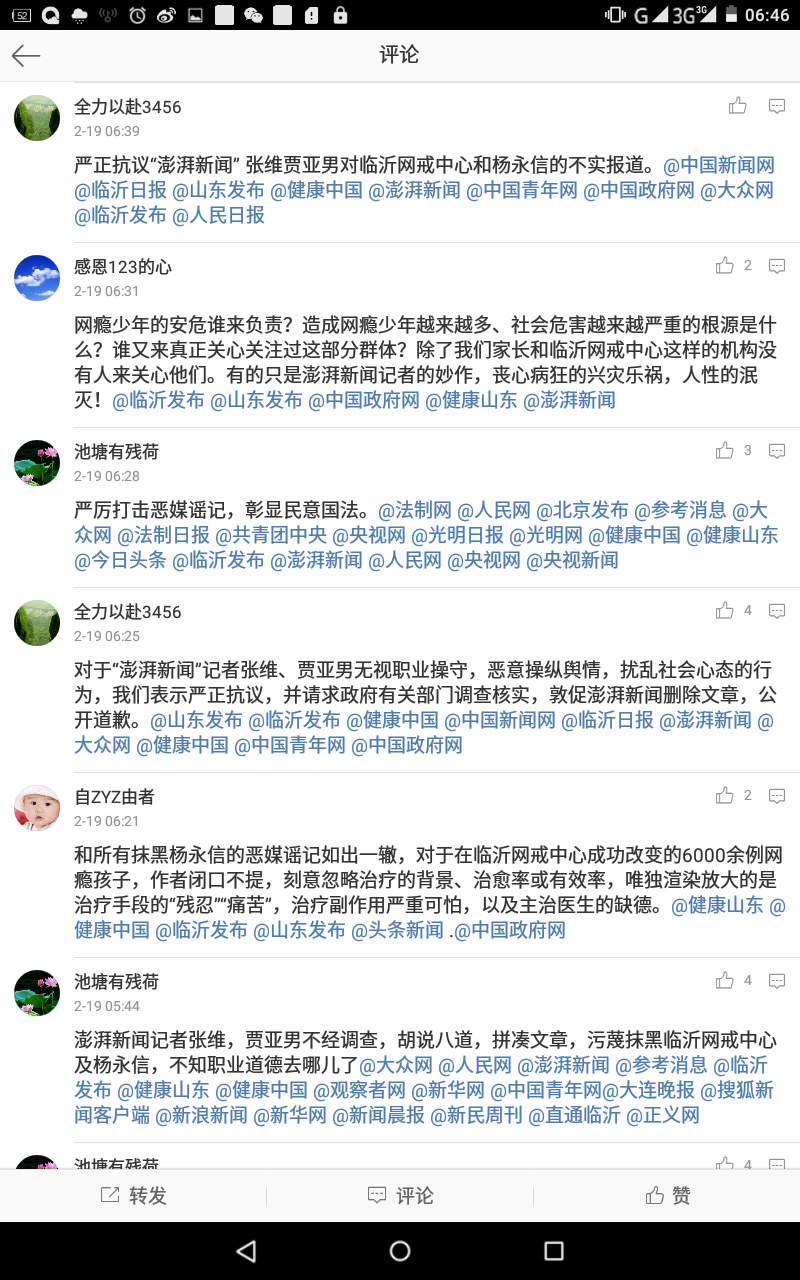 52
G
3G
3G
06:46
评论
全力以赴3456
2-19 06:39
严正抗议“澎湃新闻” 张维贾亚男对临沂网戒中心和杨永信的不实报道。@中国新闻网
@临沂日报 @山东发布 @健康中国 @澎湃新闻 @中国青年网 @中国政府网 @大众网
@临沂发布 @人民日报
感恩123的心
2
2-19 06:31
网瘾少年的安危谁来负责？造成网瘾少年越来越多、社会危害越来越严重的根源是什
么？谁又来真正关心关注过这部分群体？除了我们家长和临沂网戒中心这样的机构没
有人来关心他们。有的只是澎湃新闻记者的妙作，丧心病狂的兴灾乐祸，人性的泯
灭！@临沂发布 @山东发布 @中国政府网 @健康山东 @澎湃新闻
池塘有残荷
3
2-19 06:28
严厉打击恶媒谣记，彰显民意国法。@法制网 @人民网 @北京发布 @参考消息 @大
众网 @法制日报 @共青团中央 @央视网 @光明日报 @光明网 @健康中国 @健康山东
@今日头条 @临沂发布 @澎湃新闻 @人民网 @央视网 @央视新闻
全力以赴3456
4
2-19 06:25
对于“澎湃新闻”记者张维、贾亚男无视职业操守，恶意操纵舆情，扰乱社会心态的行
为，我们表示严正抗议，并请求政府有关部门调查核实，敦促澎湃新闻删除文章，公
开道歉。@山东发布 @临沂发布 @健康中国 @中国新闻网 @临沂日报 @澎湃新闻 @
大众网 @健康中国 @中国青年网 @中国政府网
自ZYZ由者
2
2-19 06:21
和所有抹黑杨永信的恶媒谣记如出一辙，对于在临沂网戒中心成功改变的6000余例网
瘾孩子，作者闭口不提，刻意忽略治疗的背景、治愈率或有效率，唯独渲染放大的是
治疗手段的“残忍”“痛苦”，治疗副作用严重可怕，以及主治医生的缺德。@健康山东 @
健康中国 @临沂发布 @山东发布 @头条新闻 .@中国政府网
池塘有残荷
4
2-19 05:44
澎湃新闻记者张维，贾亚男不经调查，胡说八道，拼凑文章，污蔑抹黑临沂网戒中心
及杨永信，不知职业道德去哪儿了@大众网 @人民网 @澎湃新闻 @参考消息 @临沂
发布 @健康山东 @健康中国 @观察者网 @新华网 @中国青年网@大连晚报 @搜狐新
闻客户端 @新浪新闻 @新华网 @新闻晨报 @新民周刊 @直通临沂 @正义网
池塘有残荷
4
转发
评论
赞